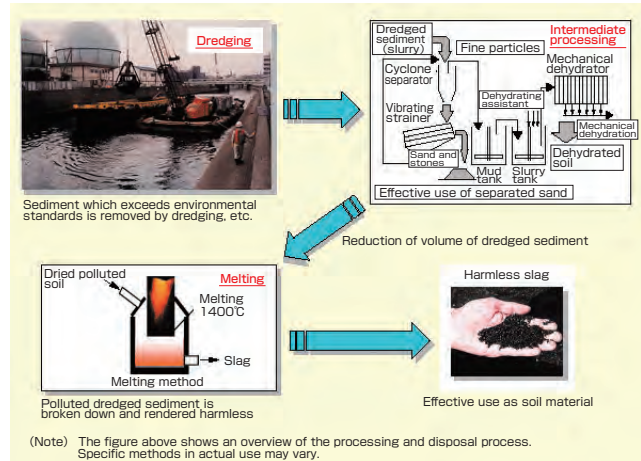 Dredging
Sediment which exceeds environmental
standards is removed by dredging, etc.
Intermediate
processing
Dredged
sediment
(slurry)
Fine particles
Cyclone
separator
Mechanical
dehydrator
Dehydrating
assistant
Vibrating
strainer
Mechanical
dehydration
Sand and
stones
Mud
tank
Slurry
tank
Dehydrated
soil
Effective use of separated sand
Reduction of volume of dredged sediment
Melting
Dried polluted
soil
Melting
1400℃
Slag
Melting method
Polluted dredged sediment is
broken down and rendered harmless
Harmless slag
Effective use as soil material
(Note) The figure above shows an overview of the processing and disposal process.
Specific methods in actual use may vary.